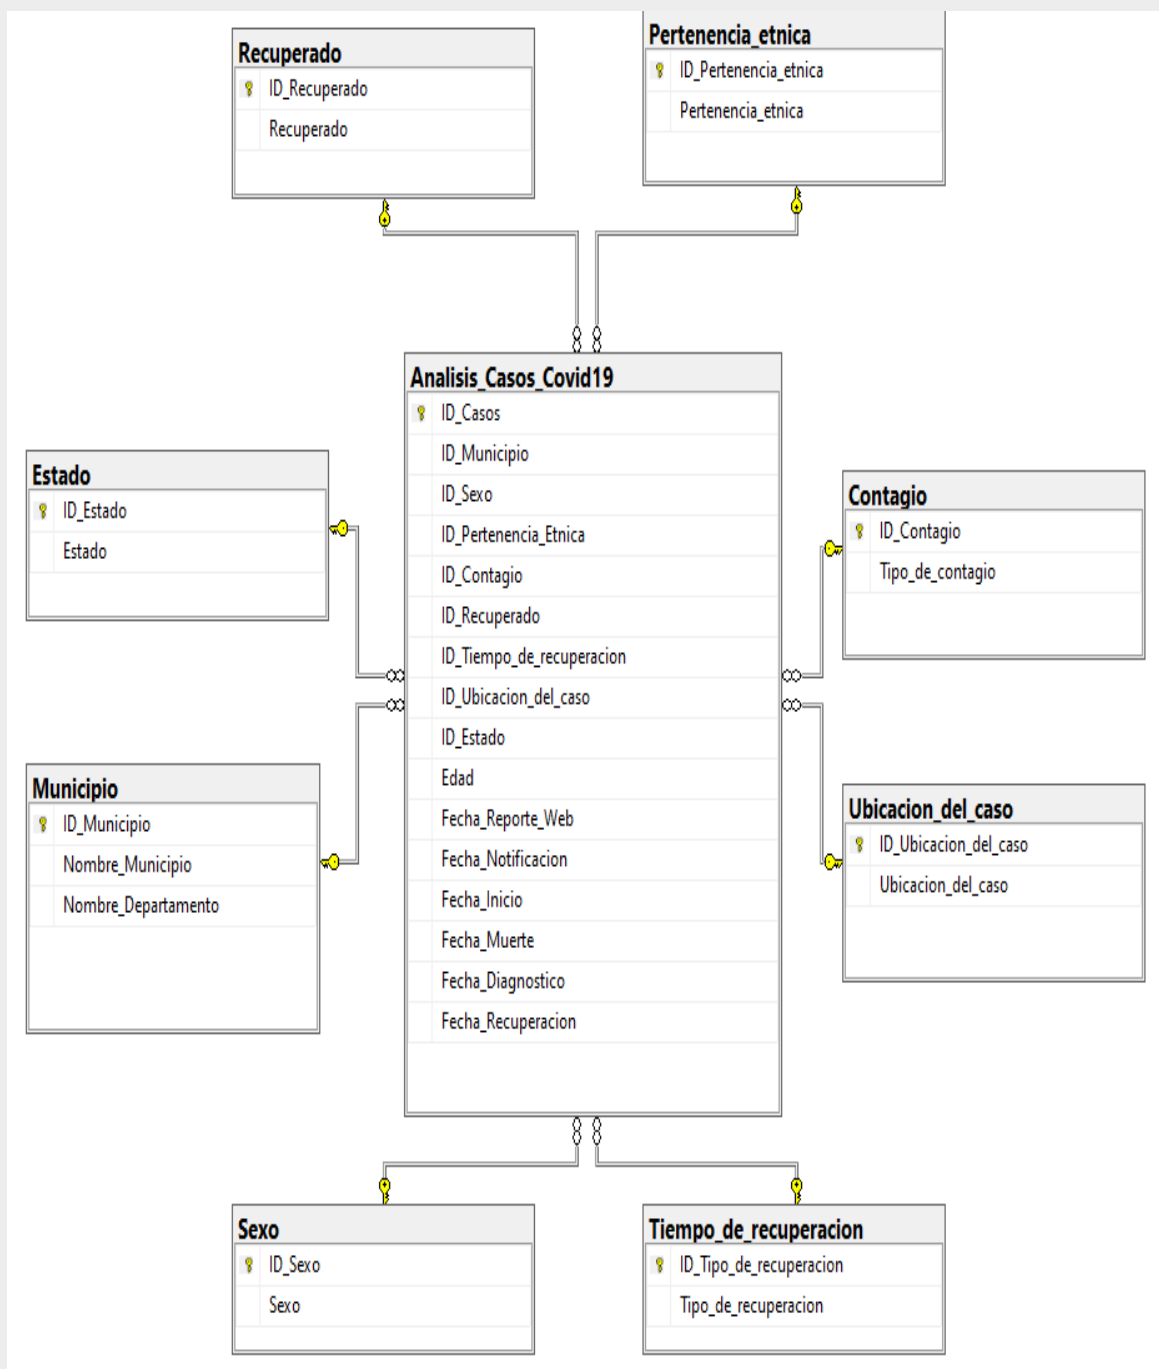 Recuperado
ID_Recuperado
Recuperado
Pertenencia_etnica
ID_Pertenencia_etnica
Pertenencia_etnica
Analisis_Casos_Covid19
ID_Casos
ID_Municipio
ID_Sexo
ID_Pertenencia_Etnica
ID_Contagio
ID_Recuperado
ID_Tiempo_de_recuperacion
ID_Ubicacion_del_caso
ID_Estado
Edad
Fecha_Reporte_Web
Fecha_Notificacion
Fecha_Inicio
Fecha_Muerte
Fecha_Diagnostico
Fecha_Recuperacion
Estado
ID_Estado
Estado
Contagio
ID_Contagio
Tipo_de_contagio
Municipio
ID_Municipio
Nombre_Municipio
Nombre_Departamento
Ubicacion_del_caso
ID_Ubicacion_del_caso
Ubicacion_del_caso
Sexo
ID_Sexo
Sexo
Tiempo_de_recuperacion
ID_Tipo_de_recuperacion
Tipo_de_recuperacion